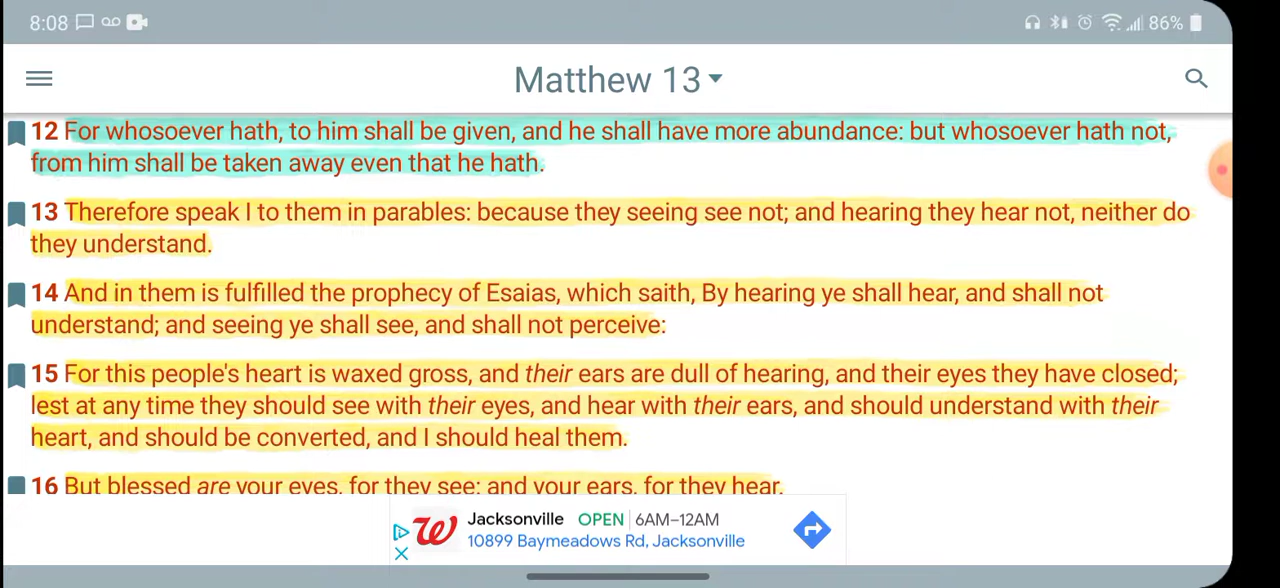 8:08
86%
Matthew 13
12 For whosoever hath, to him shall be given, and he shall have more abundance: but whosoever hath not,
from him shall be taken away even that he hath.
13 Therefore speak I to them in parables: because they seeing see not; and hearing they hear not, neither do
they understand.
14 And in them is fulfilled the prophecy of Esaias, which saith, By hearing ye shall hear, and shall not
understand; and seeing ye shall see, and shall not perceive:
15 For this people's heart is waxed gross, and their ears are dull of hearing, and their eyes they have closed;
lest at any time they should see with their eyes, and hear with their ears, and should understand with their
heart, and should be converted, and I should heal them.
16 But blessed are your eyes, for they see: and your ears, for they hear.
W
Jacksonville OPEN 6AM–12AM
10899 Baymeadows Rd, Jacksonville